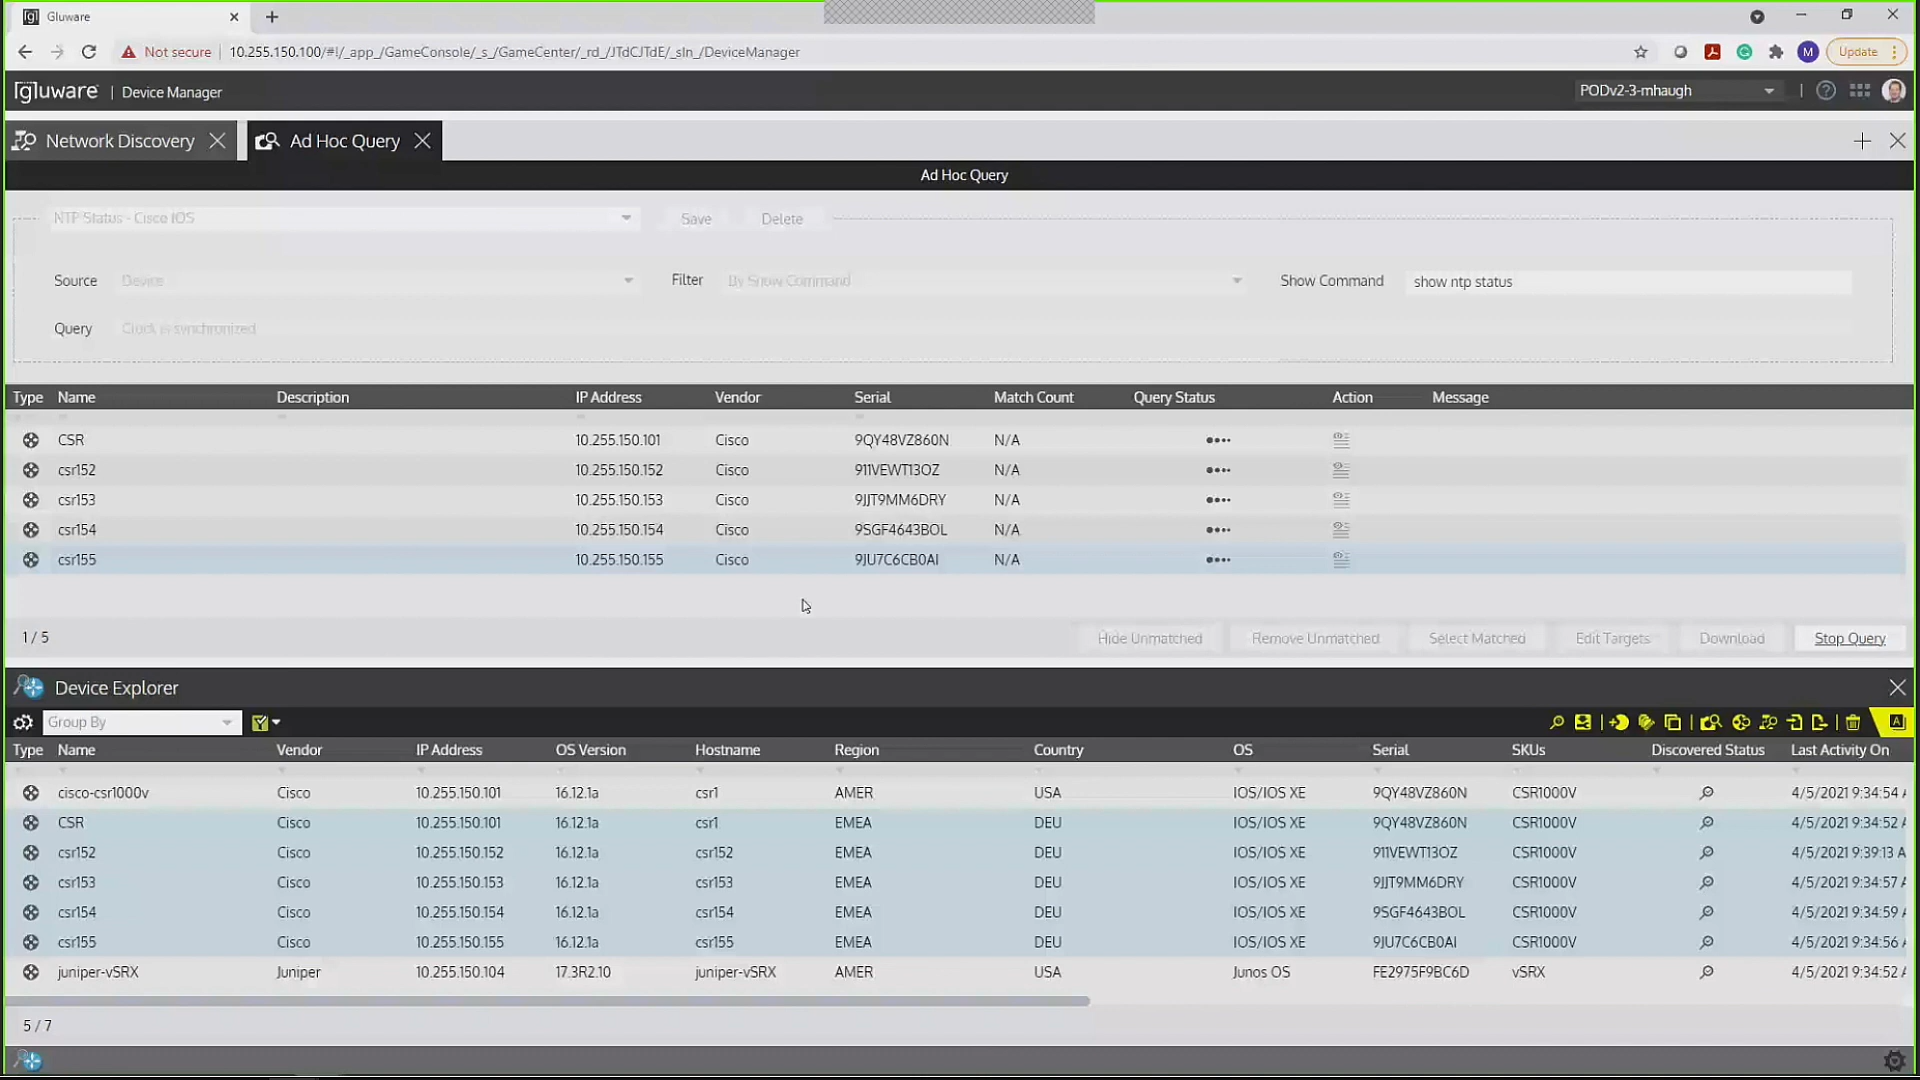 Gluware
Not secure 10.255.150.100/#!/_app_/GameConsole/_s_/GameCenter/_rd_/JTdCJTdE/_sln_/DeviceManager M Update
[gluware | Device Manager PODv2-3-mhaugh
Network Discovery Ad Hoc Query
Ad Hoc Query
NTP Status - Cisco IOS Save Delete
Source Device Filter By Show Command Show Command show ntp status
Query Clock is synchronized
Type Name Description IP Address Vendor Serial Match Count Query Status Action Message
CSR 10.255.150.101 Cisco 9QY48VZ860N N/A
csr152 10.255.150.152 Cisco 911VEWT13OZ N/A
csr153 10.255.150.153 Cisco 9JJT9MM6DRY N/A
csr154 10.255.150.154 Cisco 9SGF4643BOL N/A
csr155 10.255.150.155 Cisco 9JU7C6CB0AI N/A
1 / 5 Hide Unmatched Remove Unmatched Select Matched Edit Targets Download Stop Query
Device Explorer
Group By A
Type Name Vendor IP Address OS Version Hostname Region Country OS Serial SKUs Discovered Status Last Activity On
cisco-csr1000v Cisco 10.255.150.101 16.12.1a csr1 AMER USA IOS/IOS XE 9QY48VZ860N CSR1000V 4/5/2021 9:34:54 A
CSR Cisco 10.255.150.101 16.12.1a csr1 EMEA DEU IOS/IOS XE 9QY48VZ860N CSR1000V 4/5/2021 9:34:52 A
csr152 Cisco 10.255.150.152 16.12.1a csr152 EMEA DEU IOS/IOS XE 911VEWT13OZ CSR1000V 4/5/2021 9:39:13 A
csr153 Cisco 10.255.150.153 16.12.1a csr153 EMEA DEU IOS/IOS XE 9JJT9MM6DRY CSR1000V 4/5/2021 9:34:57 A
csr154 Cisco 10.255.150.154 16.12.1a csr154 EMEA DEU IOS/IOS XE 9SGF4643BOL CSR1000V 4/5/2021 9:34:59 A
csr155 Cisco 10.255.150.155 16.12.1a csr155 EMEA DEU IOS/IOS XE 9JU7C6CB0AI CSR1000V 4/5/2021 9:34:56 A
juniper-vSRX Juniper 10.255.150.104 17.3R2.10 juniper-vSRX AMER USA Junos OS FE2975F9BC6D vSRX 4/5/2021 9:34:52 A
5 / 7